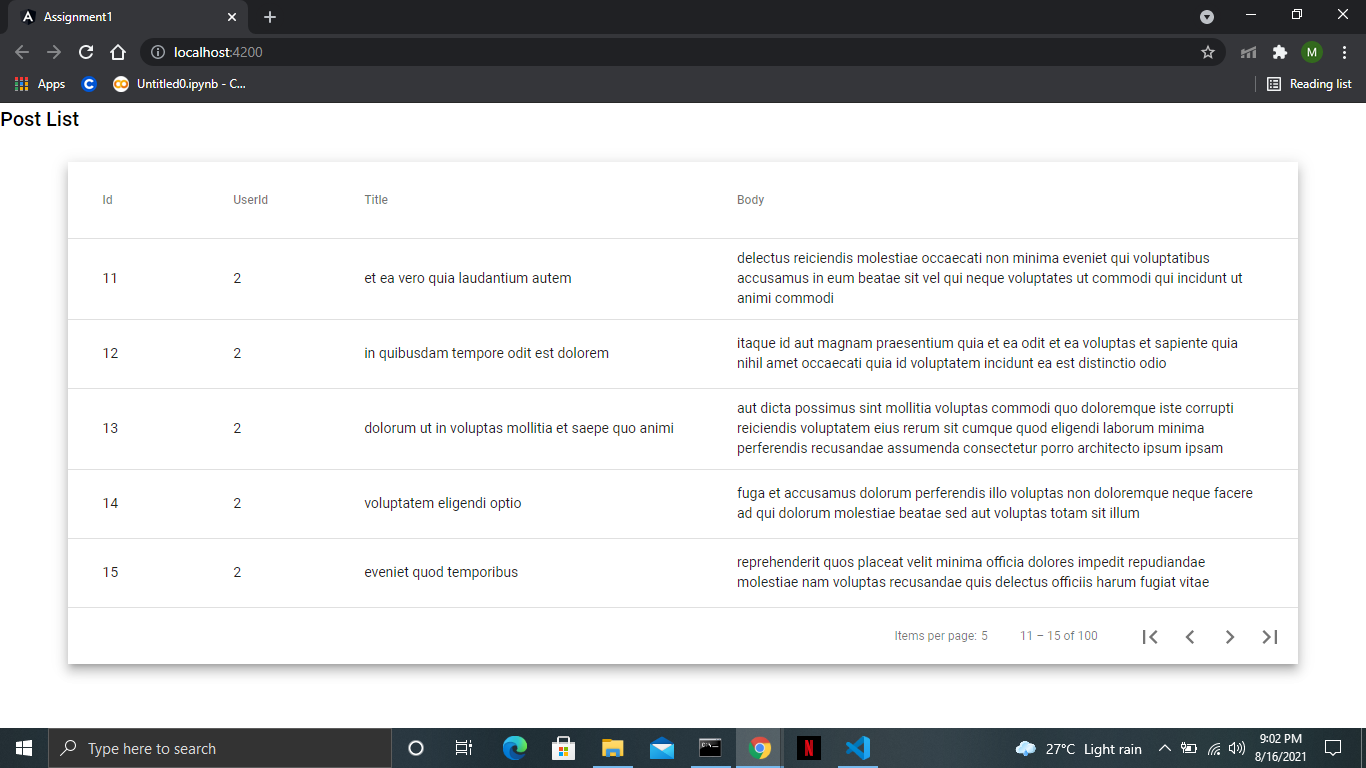 Assignment1
localhost:4200
Apps
Untitled0.ipynb - C...
M
Reading list
Post List
Id UserId Title Body
11 2 et ea vero quia laudantium autem
delectus reiciendis molestiae occaecati non minima eveniet qui voluptatibus
accusamus in eum beatae sit vel qui neque voluptates ut commodi qui incidunt ut
animi commodi
12 2 in quibusdam tempore odit est dolorem
itaque id aut magnam praesentium quia et ea odit et ea voluptas et sapiente quia
nihil amet occaecati quia id voluptatem incidunt ea est distinctio odio
13 2 dolorum ut in voluptas mollitia et saepe quo animi
aut dicta possimus sint mollitia voluptas commodi quo doloremque iste corrupti
reiciendis voluptatem eius rerum sit cumque quod eligendi laborum minima
perferendis recusandae assumenda consectetur porro architecto ipsum ipsam
14 2 voluptatem eligendi optio
fuga et accusamus dolorum perferendis illo voluptas non doloremque neque facere
ad qui dolorum molestiae beatae sed aut voluptas totam sit illum
15 2 eveniet quod temporibus
reprehenderit quos placeat velit minima officia dolores impedit repudiandae
molestiae nam voluptas recusandae quis delectus officiis harum fugiat vitae
Items per page: 5 11 – 15 of 100
Type here to search
27°C Light rain
9:02 PM
8/16/2021